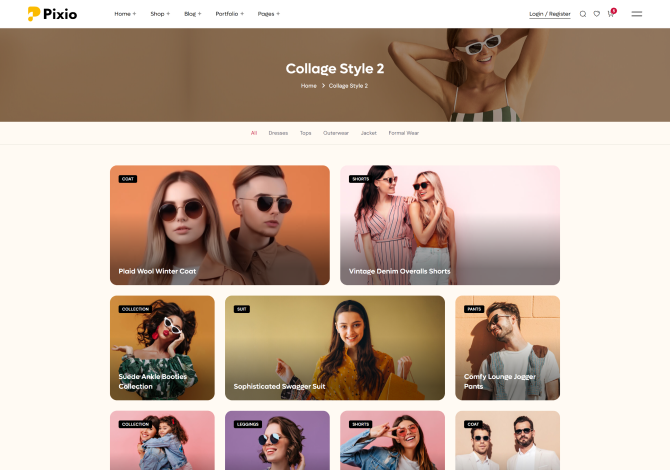 Pixio
Home + Shop + Blog + Portfolio + Pages +
Login / Register
0
Collage Style 2
Home > Collage Style 2
All Dresses Tops Outerwear Jacket Formal Wear
COAT
Plaid Wool Winter Coat
SHORTS
Vintage Denim Overalls Shorts
COLLECTION
Suede Ankle Booties
Collection
SUIT
Sophisticated Swagger Suit
PANTS
Comfy Lounge Jogger
Pants
COLLECTION
LEGGINGS
SHORTS
COAT